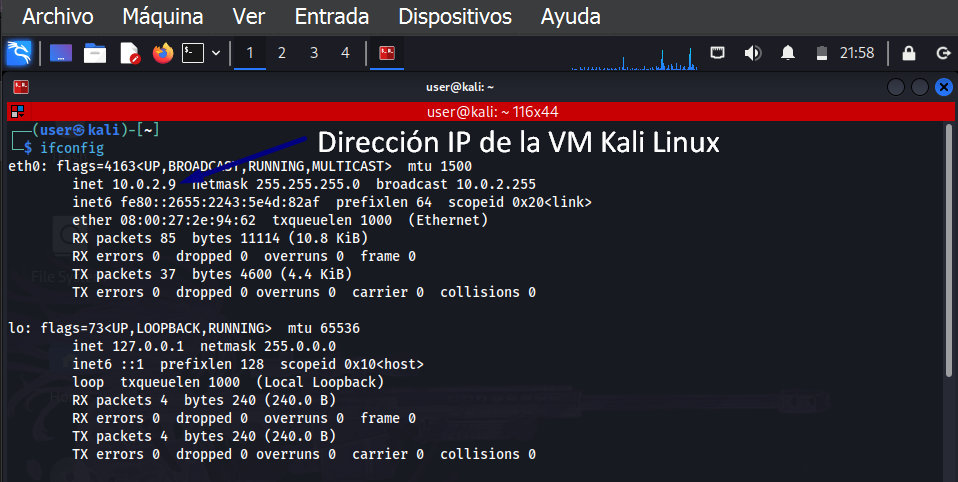 Archivo Máquina Ver Entrada Dispositivos Ayuda
1 2 3 4 21:58
user@kali: ~
user@kali: ~ 116x44
(user㉿kali)-[~]
$ ifconfig
Dirección IP de la VM Kali Linux
eth0: flags=4163<UP,BROADCAST,RUNNING,MULTICAST> mtu 1500
inet 10.0.2.9 netmask 255.255.255.0 broadcast 10.0.2.255
inet6 fe80::2655:2243:5e4d:82af prefixlen 64 scopeid 0x20<link>
ether 08:00:27:2e:94:62 txqueuelen 1000 (Ethernet)
RX packets 85 bytes 11114 (10.8 KiB)
RX errors 0 dropped 0 overruns 0 frame 0
TX packets 37 bytes 4600 (4.4 KiB)
TX errors 0 dropped 0 overruns 0 carrier 0 collisions 0
lo: flags=73<UP,LOOPBACK,RUNNING> mtu 65536
inet 127.0.0.1 netmask 255.0.0.0
inet6 ::1 prefixlen 128 scopeid 0x10<host>
loop txqueuelen 1000 (Local Loopback)
RX packets 4 bytes 240 (240.0 B)
RX errors 0 dropped 0 overruns 0 frame 0
TX packets 4 bytes 240 (240.0 B)
TX errors 0 dropped 0 overruns 0 carrier 0 collisions 0